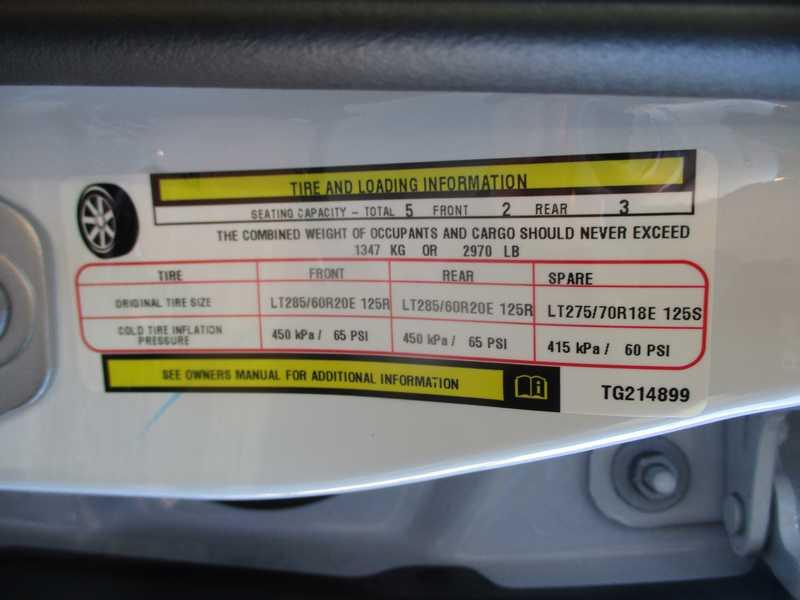 TIRE AND LOADING INFORMATION
SEATING CAPACITY - TOTAL 5 FRONT 2 REAR 3
THE COMBINED WEIGHT OF OCCUPANTS AND CARGO SHOULD NEVER EXCEED
1347 KG OR 2970 LB
TIRE FRONT REAR SPARE
ORIGINAL TIRE SIZE LT285/60R20E 125R LT285/60R20E 125R LT275/70R18E 125S
COLD TIRE INFLATION PRESSURE 450 kPa / 65 PSI 450 kPa / 65 PSI 415 kPa / 60 PSI
SEE OWNERS MANUAL FOR ADDITIONAL INFORMATION
TG214899